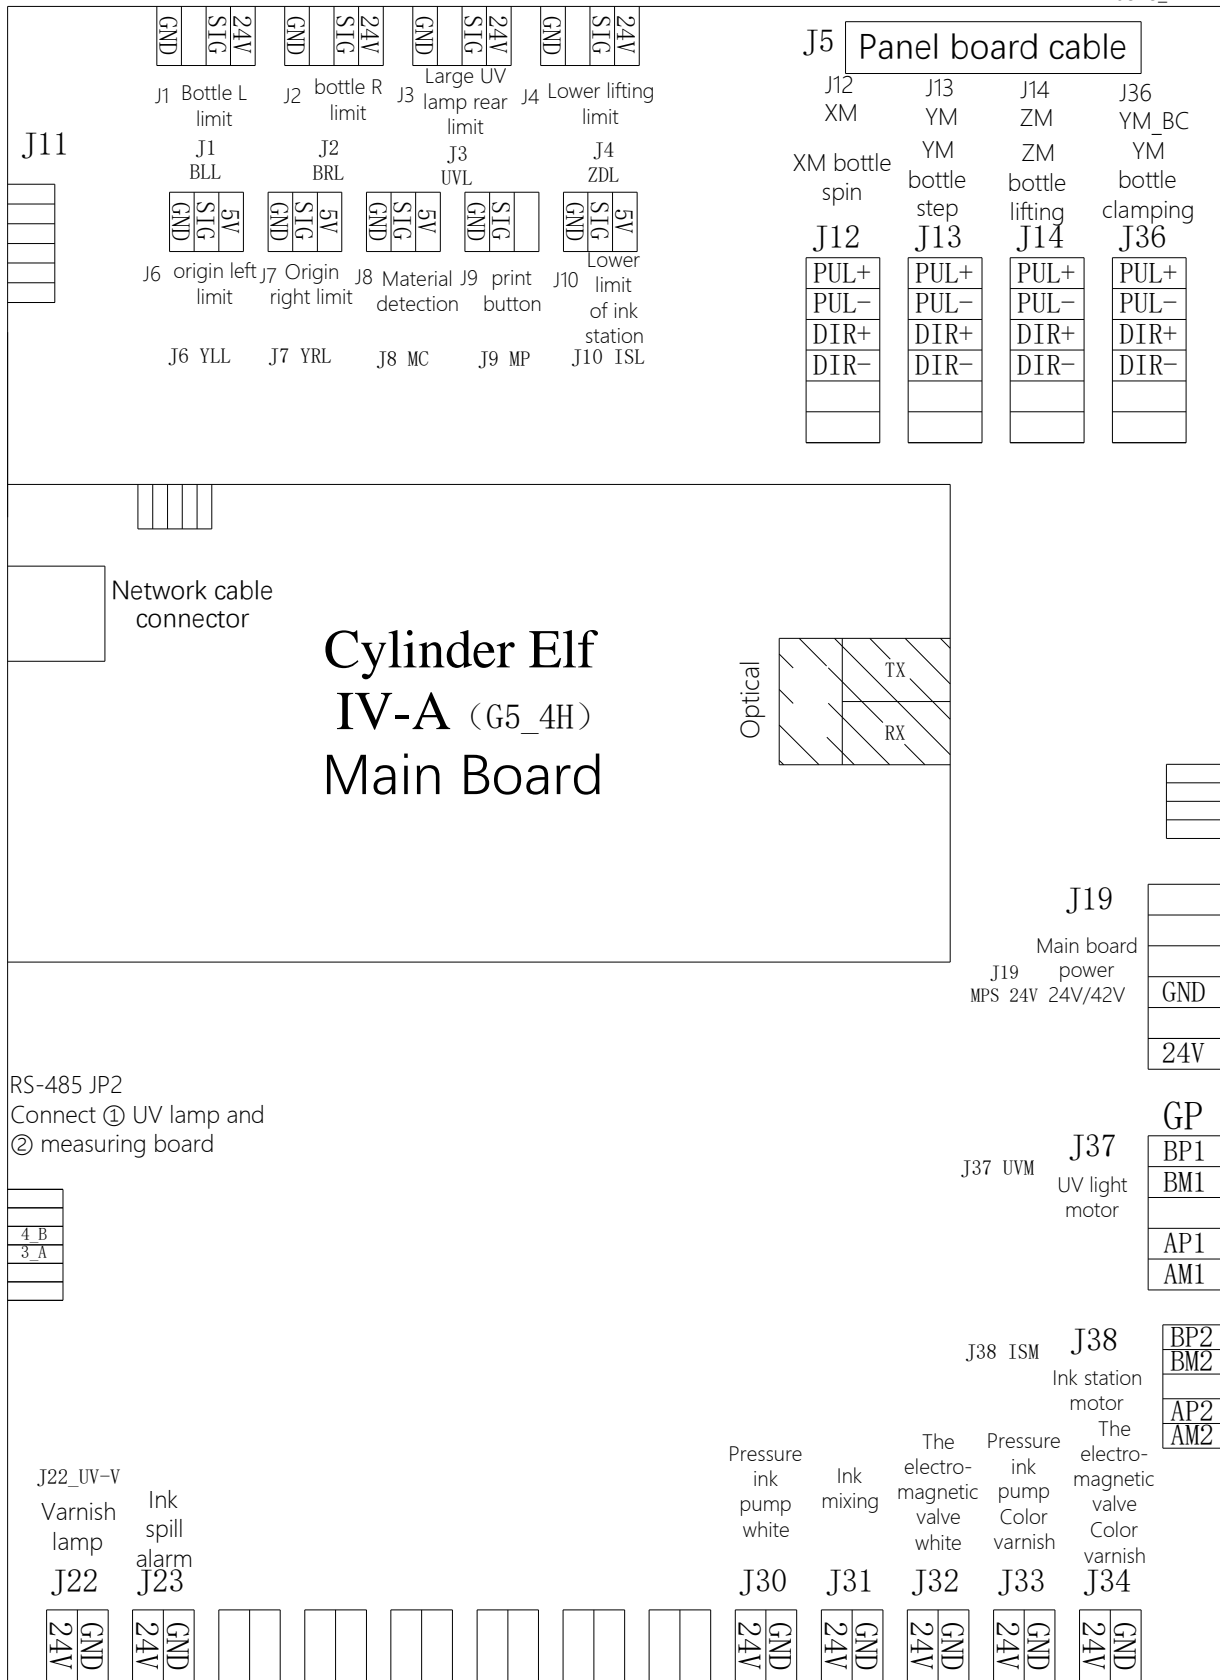 GND SIG 24V
GND SIG 24V
GND SIG 24V
GND SIG 24V
J5 Panel board cable
J1 Bottle L
limit
J2 bottle R
limit
J3 Large UV
lamp rear
limit
J4 Lower lifting
limit
J1
BLL
J2
BRL
J3
UVL
J4
ZDL
J11
GND SIG 5V
GND SIG 5V
GND SIG 5V
GND SIG
GND SIG 5V
J6 origin left
limit
J7 Origin
right limit
J8 Material
detection
J9 print
button
J10 Lower
limit
of ink
station
J6 YLL
J7 YRL
J8 MC
J9 MP
J10 ISL
J12
XM
XM bottle
spin
J12
PUL+
PUL-
DIR+
DIR-
J13
YM
YM
bottle
step
J13
PUL+
PUL-
DIR+
DIR-
J14
ZM
ZM
bottle
lifting
J14
PUL+
PUL-
DIR+
DIR-
J36
YM_BC
YM
bottle
clamping
J36
PUL+
PUL-
DIR+
DIR-
Network cable
connector
Cylinder Elf
IV-A（G5_4H）
Main Board
Optical
TX
RX
J19
Main board
power
24V/42V
J19
MPS 24V
GND
24V
RS-485 JP2
Connect ① UV lamp and
② measuring board
4_B
3_A
GP
J37
J37 UVM
UV light
motor
BP1
BM1
AP1
AM1
J38
J38 ISM
Ink station
motor
BP2
BM2
AP2
AM2
J22_UV-V
Varnish
lamp
J22
24V GND
Ink
spill
alarm
J23
24V GND
Pressure
ink
pump
white
J30
24V GND
Ink
mixing
J31
24V GND
The
electro-
magnetic
valve
white
J32
24V GND
Pressure
ink
pump
Color
varnish
J33
24V GND
The
electro-
magnetic
valve
Color
varnish
J34
24V GND